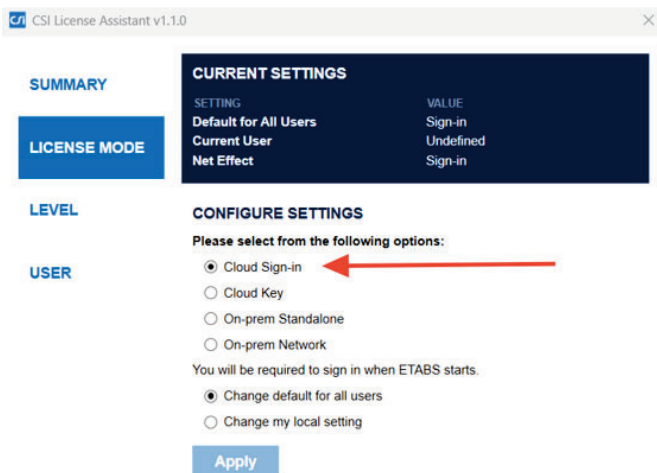 CSI CSI License Assistant v1.1.0
SUMMARY
LICENSE MODE
LEVEL
USER
CURRENT SETTINGS
SETTING VALUE
Default for All Users Sign-in
Current User Undefined
Net Effect Sign-in
CONFIGURE SETTINGS
Please select from the following options:
Cloud Sign-in
Cloud Key
On-prem Standalone
On-prem Network
You will be required to sign in when ETABS starts.
Change default for all users
Change my local setting
Apply